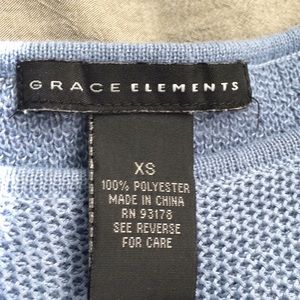 GRACE ELEMENTS
XS
100% POLYESTER
MADE IN CHINA
RN 93178
SEE REVERSE
FOR CARE